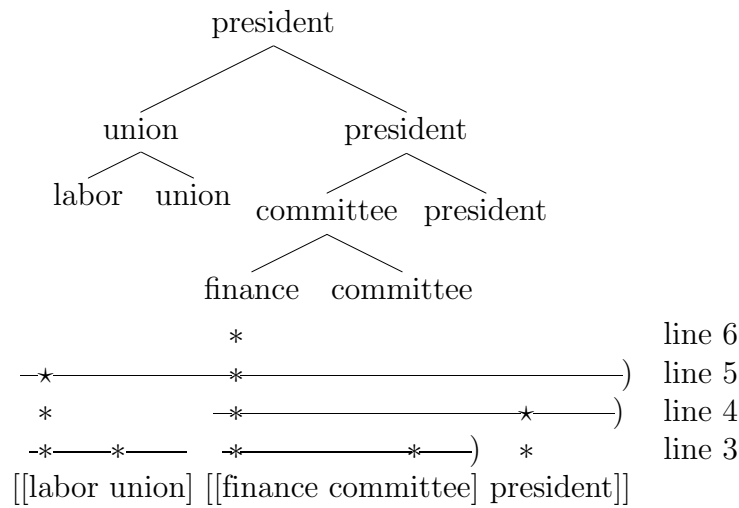 president
union president
labor union committee president
finance committee
* line 6
⋆ * ) line 5
* * ⋆ ) line 4
* * * * ) * line 3
[[labor union] [[finance committee] president]]